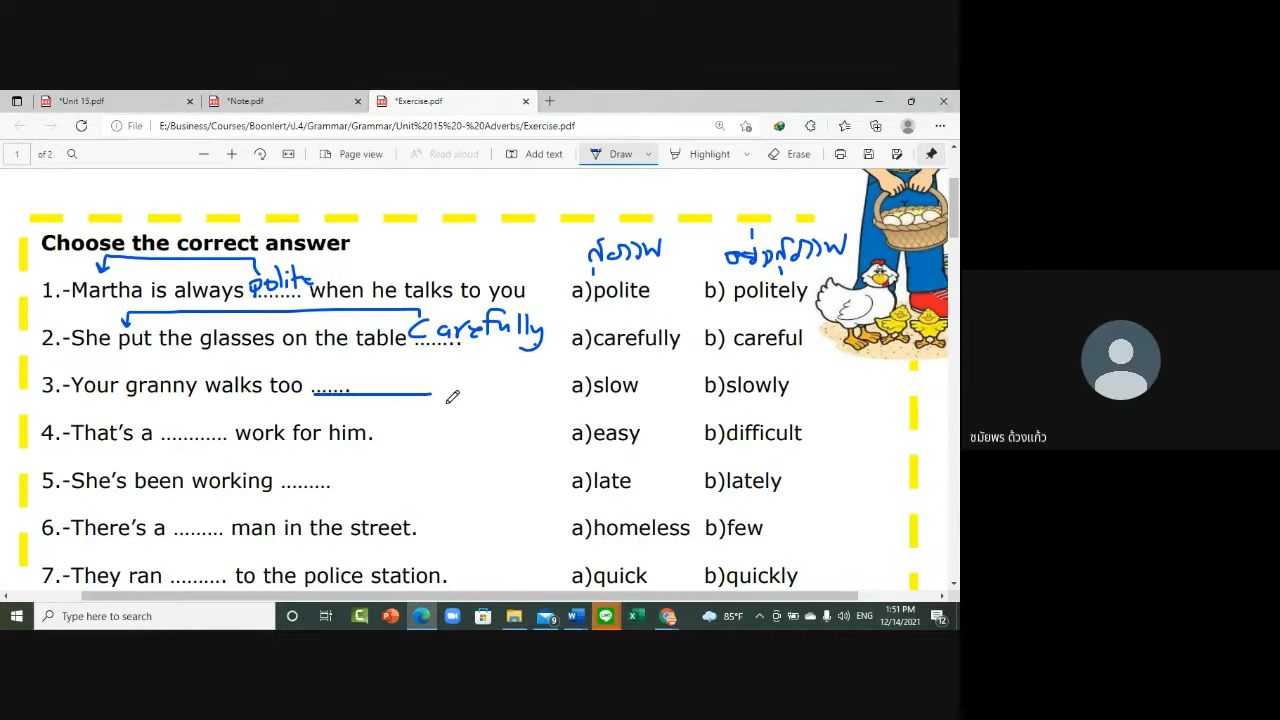 *Unit 15.pdf
*Note.pdf
*Exercise.pdf
File
E:/Business/Courses/Boonlert/ป.4/Grammar/Grammar/Unit%2015%20-%20Adverbs/Exercise.pdf
1 of 2
Page view
Read aloud
Add text
Draw
Highlight
Erase
Choose the correct answer
สุภาพ อย่างสุภาพ
polite
1.-Martha is always ......... when he talks to you a)polite b) politely
Carefully
2.-She put the glasses on the table ........ a)carefully b) careful
3.-Your granny walks too ....... a)slow b)slowly
4.-That’s a ............ work for him. a)easy b)difficult
5.-She’s been working ......... a)late b)lately
6.-There’s a ......... man in the street. a)homeless b)few
7.-They ran .......... to the police station. a)quick b)quickly
ชมัยพร ด้วงแก้ว
Type here to search
9
85°F
ENG
1:51 PM
12/14/2021
12